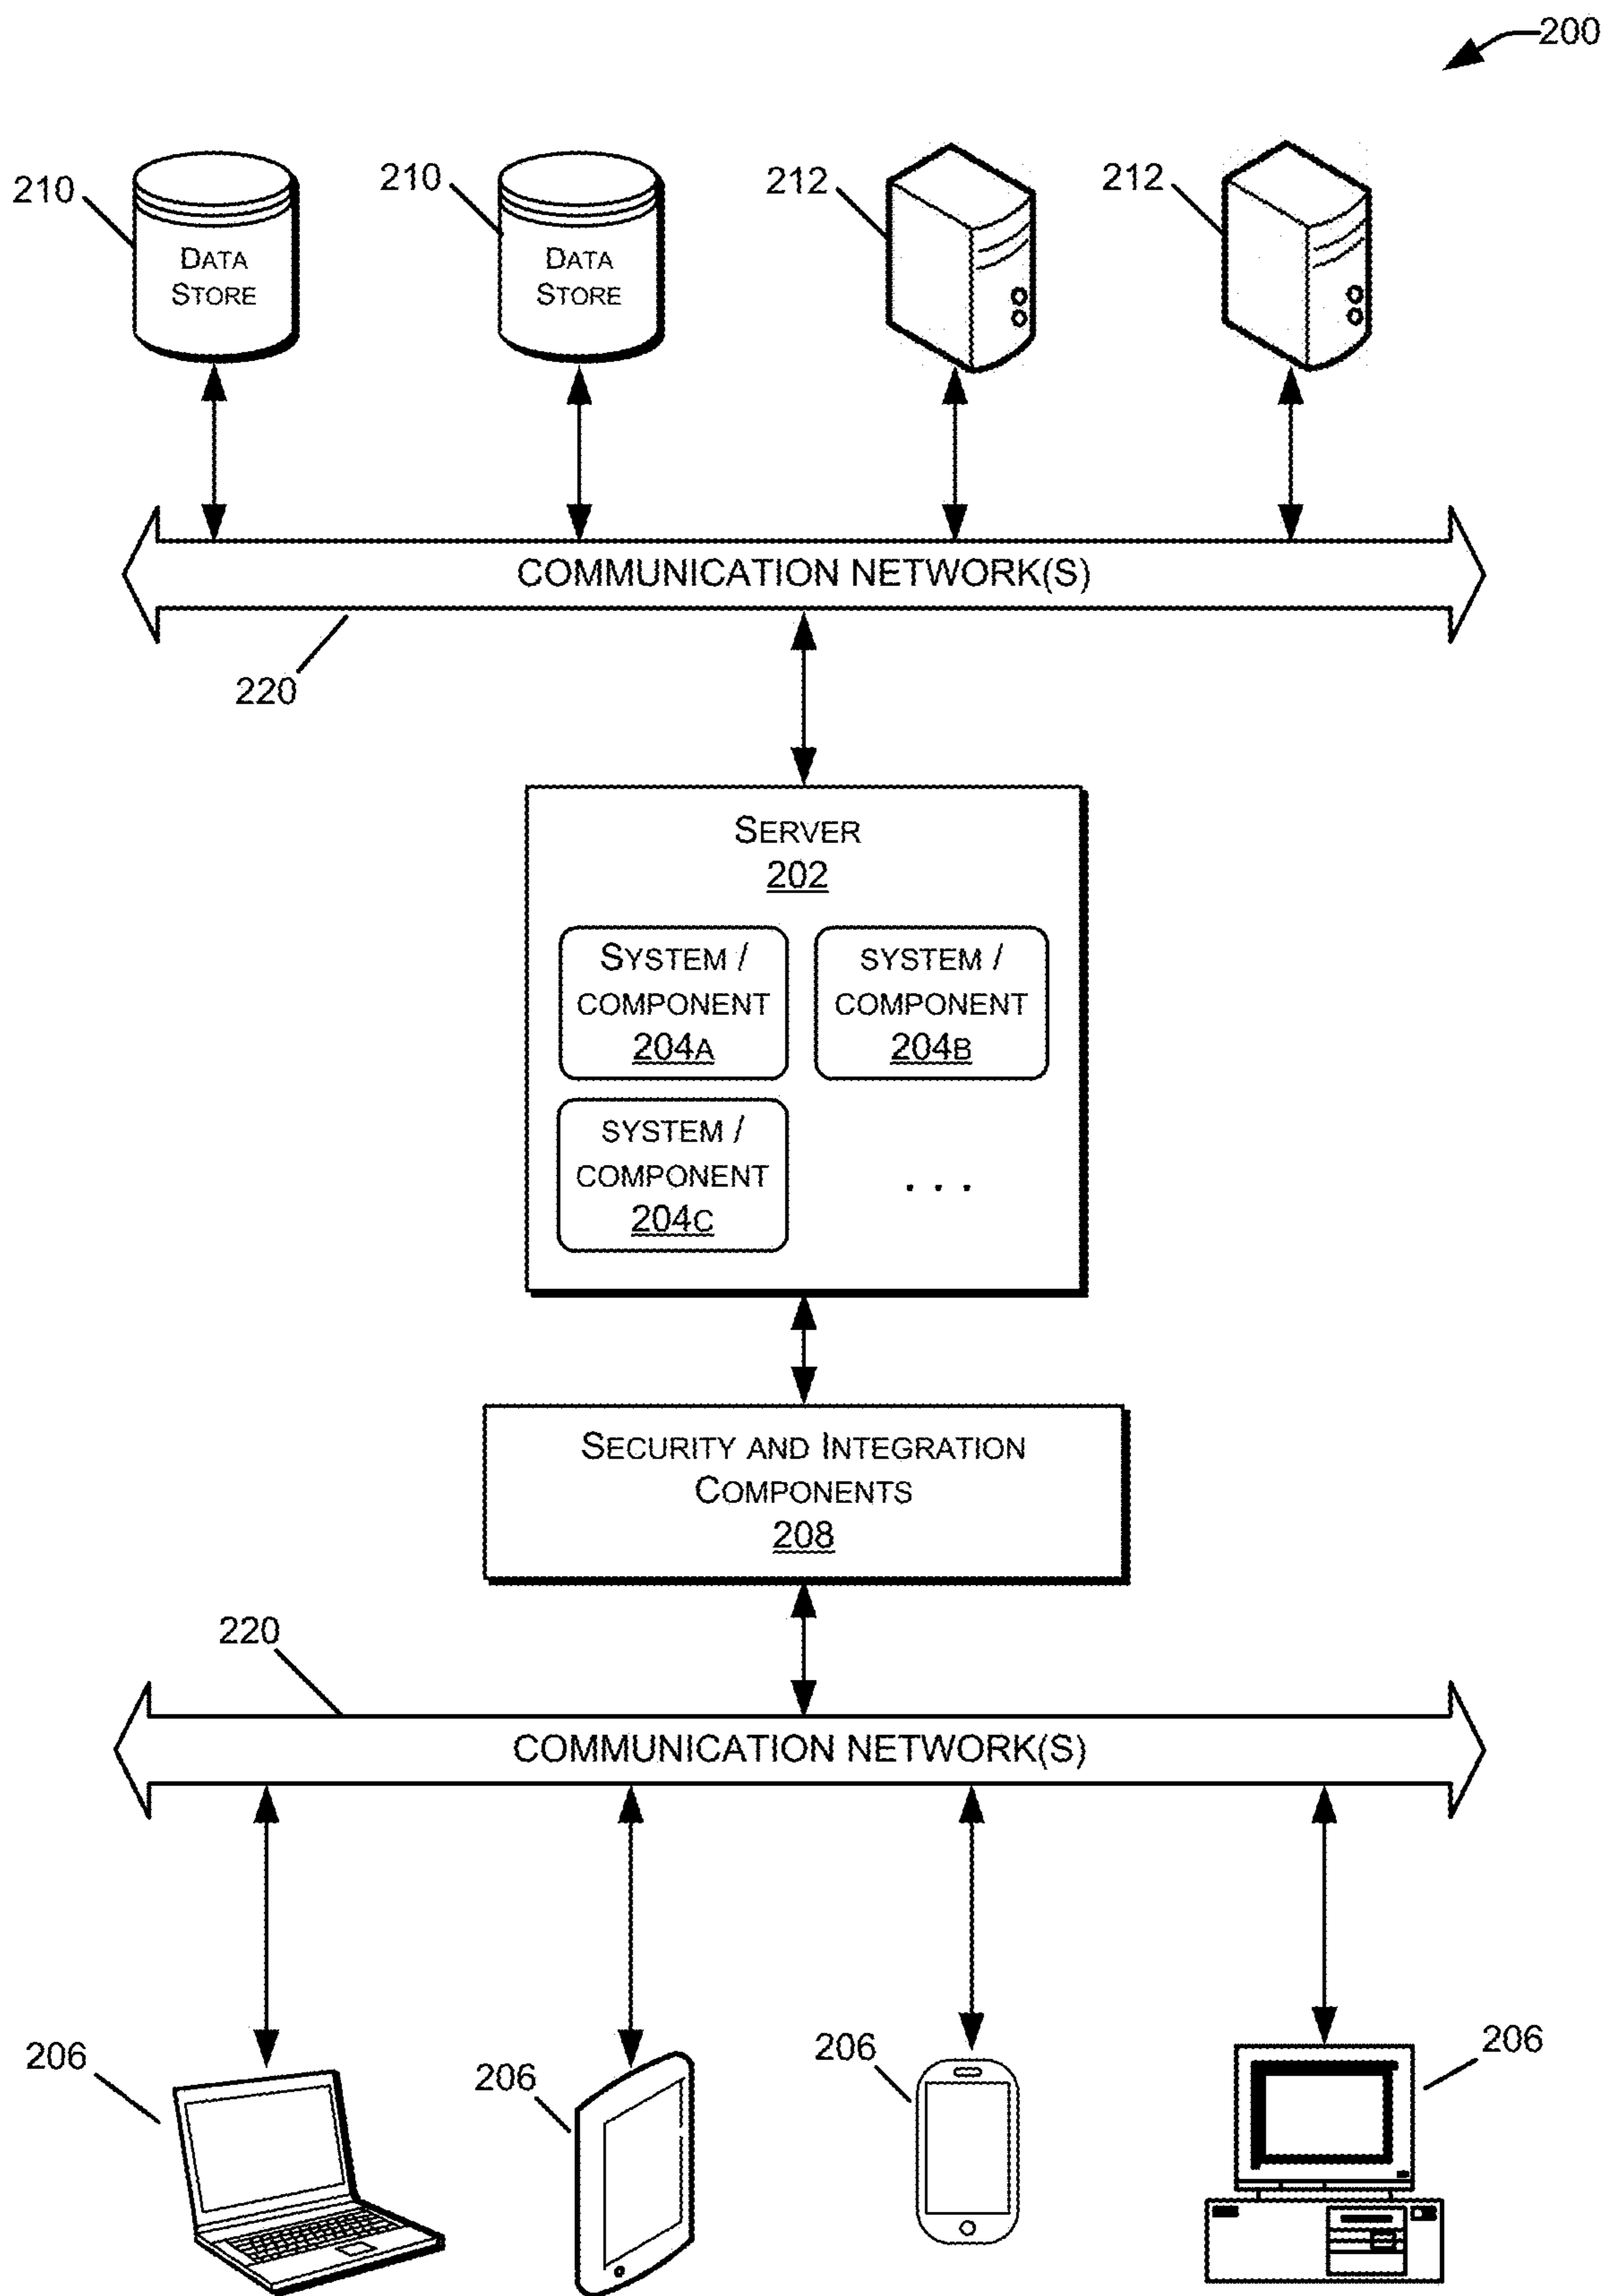 200
210
210
212
212
DATA
STORE
DATA
STORE
COMMUNICATION NETWORK(S)
220
SERVER
202
SYSTEM /
COMPONENT
204A
SYSTEM /
COMPONENT
204B
SYSTEM /
COMPONENT
204C
. . .
SECURITY AND INTEGRATION
COMPONENTS
208
220
COMMUNICATION NETWORK(S)
206
206
206
206